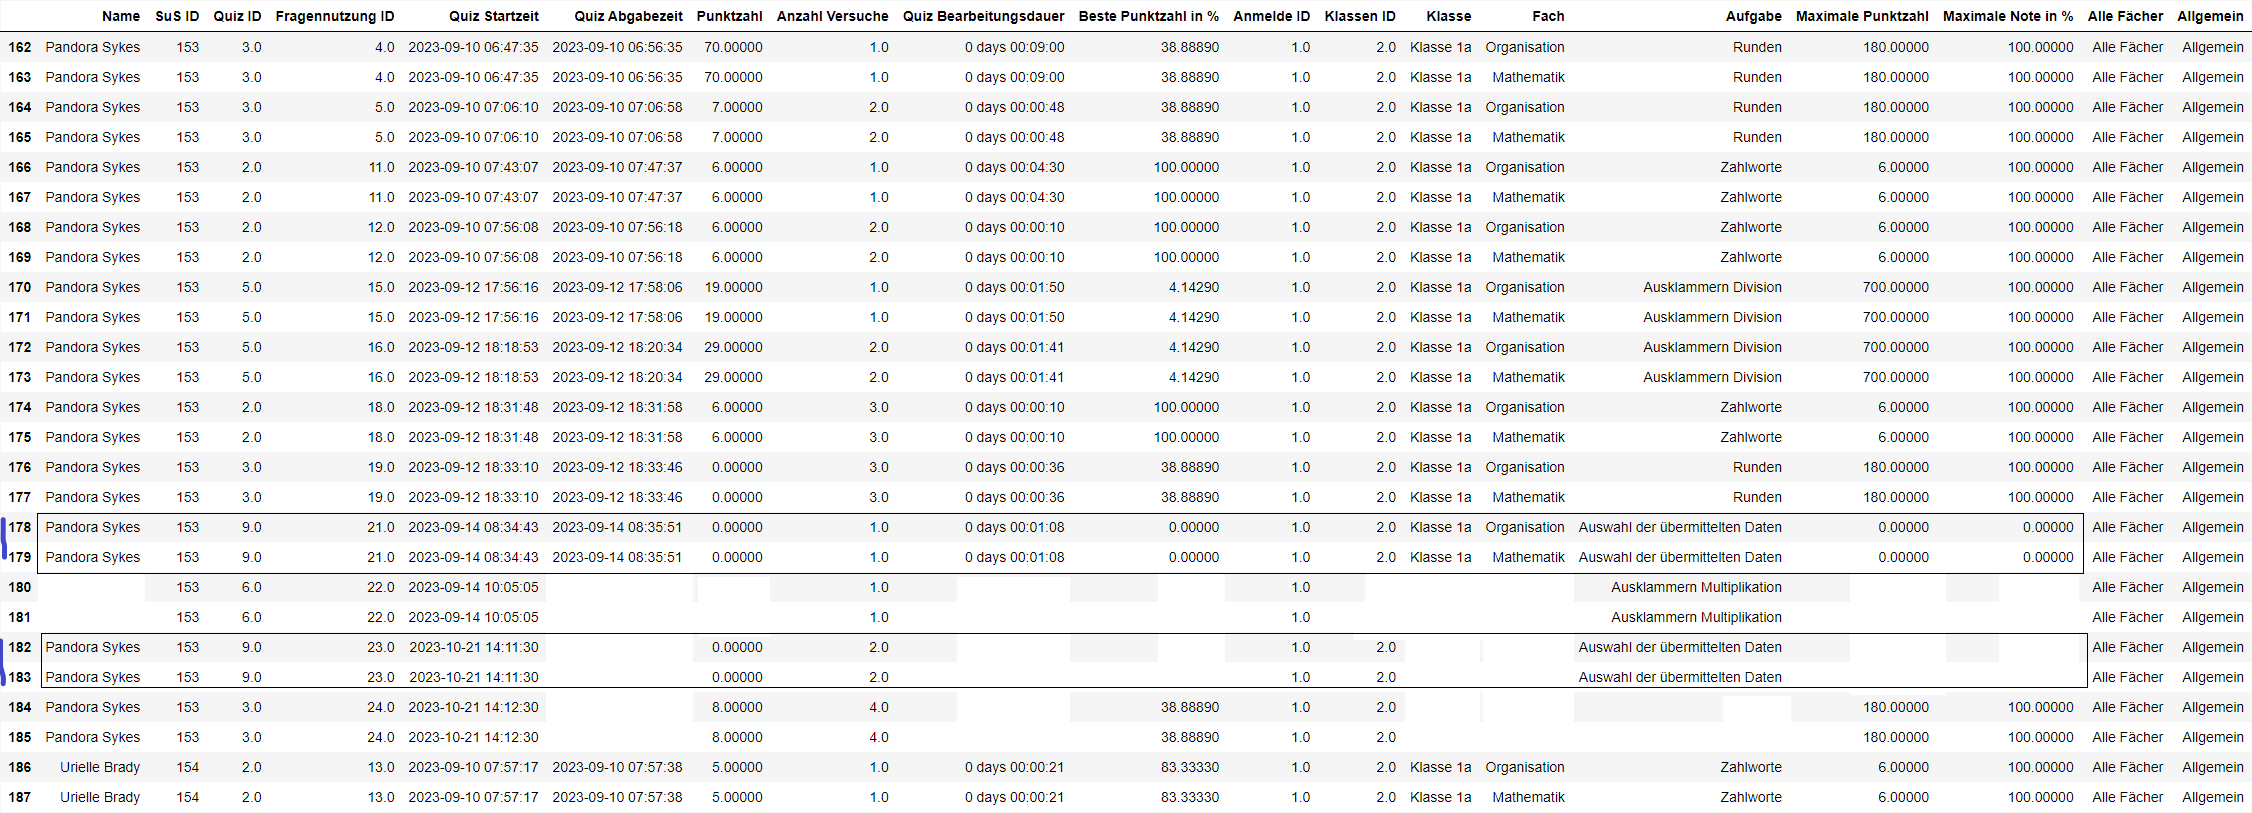 Name SuS ID Quiz ID Fragennutzung ID Quiz Startzeit Quiz Abgabezeit Punktzahl Anzahl Versuche Quiz Bearbeitungsdauer Beste Punktzahl in % Anmelde ID Klassen ID Klasse Fach Aufgabe Maximale Punktzahl Maximale Note in % Alle Fächer Allgemein
162 Pandora Sykes 153 3.0 4.0 2023-09-10 06:47:35 2023-09-10 06:56:35 70.00000 1.0 0 days 00:09:00 38.88890 1.0 2.0 Klasse 1a Organisation Runden 180.00000 100.00000 Alle Fächer Allgemein
163 Pandora Sykes 153 3.0 4.0 2023-09-10 06:47:35 2023-09-10 06:56:35 70.00000 1.0 0 days 00:09:00 38.88890 1.0 2.0 Klasse 1a Mathematik Runden 180.00000 100.00000 Alle Fächer Allgemein
164 Pandora Sykes 153 3.0 5.0 2023-09-10 07:06:10 2023-09-10 07:06:58 7.00000 2.0 0 days 00:00:48 38.88890 1.0 2.0 Klasse 1a Organisation Runden 180.00000 100.00000 Alle Fächer Allgemein
165 Pandora Sykes 153 3.0 5.0 2023-09-10 07:06:10 2023-09-10 07:06:58 7.00000 2.0 0 days 00:00:48 38.88890 1.0 2.0 Klasse 1a Mathematik Runden 180.00000 100.00000 Alle Fächer Allgemein
166 Pandora Sykes 153 2.0 11.0 2023-09-10 07:43:07 2023-09-10 07:47:37 6.00000 1.0 0 days 00:04:30 100.00000 1.0 2.0 Klasse 1a Organisation Zahlworte 6.00000 100.00000 Alle Fächer Allgemein
167 Pandora Sykes 153 2.0 11.0 2023-09-10 07:43:07 2023-09-10 07:47:37 6.00000 1.0 0 days 00:04:30 100.00000 1.0 2.0 Klasse 1a Mathematik Zahlworte 6.00000 100.00000 Alle Fächer Allgemein
168 Pandora Sykes 153 2.0 12.0 2023-09-10 07:56:08 2023-09-10 07:56:18 6.00000 2.0 0 days 00:00:10 100.00000 1.0 2.0 Klasse 1a Organisation Zahlworte 6.00000 100.00000 Alle Fächer Allgemein
169 Pandora Sykes 153 2.0 12.0 2023-09-10 07:56:08 2023-09-10 07:56:18 6.00000 2.0 0 days 00:00:10 100.00000 1.0 2.0 Klasse 1a Mathematik Zahlworte 6.00000 100.00000 Alle Fächer Allgemein
170 Pandora Sykes 153 5.0 15.0 2023-09-12 17:56:16 2023-09-12 17:58:06 19.00000 1.0 0 days 00:01:50 4.14290 1.0 2.0 Klasse 1a Organisation Ausklammern Division 700.00000 100.00000 Alle Fächer Allgemein
171 Pandora Sykes 153 5.0 15.0 2023-09-12 17:56:16 2023-09-12 17:58:06 19.00000 1.0 0 days 00:01:50 4.14290 1.0 2.0 Klasse 1a Mathematik Ausklammern Division 700.00000 100.00000 Alle Fächer Allgemein
172 Pandora Sykes 153 5.0 16.0 2023-09-12 18:18:53 2023-09-12 18:20:34 29.00000 2.0 0 days 00:01:41 4.14290 1.0 2.0 Klasse 1a Organisation Ausklammern Division 700.00000 100.00000 Alle Fächer Allgemein
173 Pandora Sykes 153 5.0 16.0 2023-09-12 18:18:53 2023-09-12 18:20:34 29.00000 2.0 0 days 00:01:41 4.14290 1.0 2.0 Klasse 1a Mathematik Ausklammern Division 700.00000 100.00000 Alle Fächer Allgemein
174 Pandora Sykes 153 2.0 18.0 2023-09-12 18:31:48 2023-09-12 18:31:58 6.00000 3.0 0 days 00:00:10 100.00000 1.0 2.0 Klasse 1a Organisation Zahlworte 6.00000 100.00000 Alle Fächer Allgemein
175 Pandora Sykes 153 2.0 18.0 2023-09-12 18:31:48 2023-09-12 18:31:58 6.00000 3.0 0 days 00:00:10 100.00000 1.0 2.0 Klasse 1a Mathematik Zahlworte 6.00000 100.00000 Alle Fächer Allgemein
176 Pandora Sykes 153 3.0 19.0 2023-09-12 18:33:10 2023-09-12 18:33:46 0.00000 3.0 0 days 00:00:36 38.88890 1.0 2.0 Klasse 1a Organisation Runden 180.00000 100.00000 Alle Fächer Allgemein
177 Pandora Sykes 153 3.0 19.0 2023-09-12 18:33:10 2023-09-12 18:33:46 0.00000 3.0 0 days 00:00:36 38.88890 1.0 2.0 Klasse 1a Mathematik Runden 180.00000 100.00000 Alle Fächer Allgemein
178 Pandora Sykes 153 9.0 21.0 2023-09-14 08:34:43 2023-09-14 08:35:51 0.00000 1.0 0 days 00:01:08 0.00000 1.0 2.0 Klasse 1a Organisation Auswahl der übermittelten Daten 0.00000 0.00000 Alle Fächer Allgemein
179 Pandora Sykes 153 9.0 21.0 2023-09-14 08:34:43 2023-09-14 08:35:51 0.00000 1.0 0 days 00:01:08 0.00000 1.0 2.0 Klasse 1a Mathematik Auswahl der übermittelten Daten 0.00000 0.00000 Alle Fächer Allgemein
180 153 6.0 22.0 2023-09-14 10:05:05 1.0 1.0 Ausklammern Multiplikation Alle Fächer Allgemein
181 153 6.0 22.0 2023-09-14 10:05:05 1.0 1.0 Ausklammern Multiplikation Alle Fächer Allgemein
182 Pandora Sykes 153 9.0 23.0 2023-10-21 14:11:30 0.00000 2.0 1.0 2.0 Auswahl der übermittelten Daten Alle Fächer Allgemein
183 Pandora Sykes 153 9.0 23.0 2023-10-21 14:11:30 0.00000 2.0 1.0 2.0 Auswahl der übermittelten Daten Alle Fächer Allgemein
184 Pandora Sykes 153 3.0 24.0 2023-10-21 14:12:30 8.00000 4.0 38.88890 1.0 2.0 180.00000 100.00000 Alle Fächer Allgemein
185 Pandora Sykes 153 3.0 24.0 2023-10-21 14:12:30 8.00000 4.0 38.88890 1.0 2.0 180.00000 100.00000 Alle Fächer Allgemein
186 Urielle Brady 154 2.0 13.0 2023-09-10 07:57:17 2023-09-10 07:57:38 5.00000 1.0 0 days 00:00:21 83.33330 1.0 2.0 Klasse 1a Organisation Zahlworte 6.00000 100.00000 Alle Fächer Allgemein
187 Urielle Brady 154 2.0 13.0 2023-09-10 07:57:17 2023-09-10 07:57:38 5.00000 1.0 0 days 00:00:21 83.33330 1.0 2.0 Klasse 1a Mathematik Zahlworte 6.00000 100.00000 Alle Fächer Allgemein